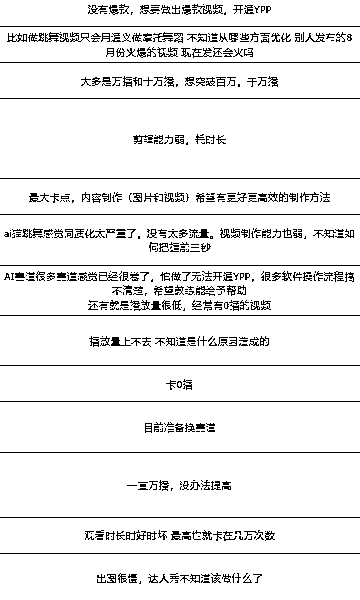 没有爆款，想要做出爆款视频，开通YPP
比如做跳舞视频只会用通义做摩托舞蹈 不知道从哪些方面优化 别人发布的8
月份火爆的视频 现在发还会火吗
大多是万播和十万播，想突破百万，千万播
剪辑能力弱，耗时长
最大卡点，内容制作（图片和视频）希望有更好更高效的制作方法
ai猫跳舞感觉同质化太严重了，没有太多流量。视频制作能力也弱，不知道如
何把握前三秒
AI赛道很多赛道感觉已经很卷了，怕做了无法开通YPP，很多软件操作流程搞
不清楚，希望教练能给予帮助
还有就是播放量很低，经常有0播的视频
播放量上不去 不知道是什么原因造成的
卡0播
目前准备换赛道
一直万播，没办法提高
观看时长时好时坏 最高也就卡在几万次数
出图很慢，达人秀不知道该做什么了